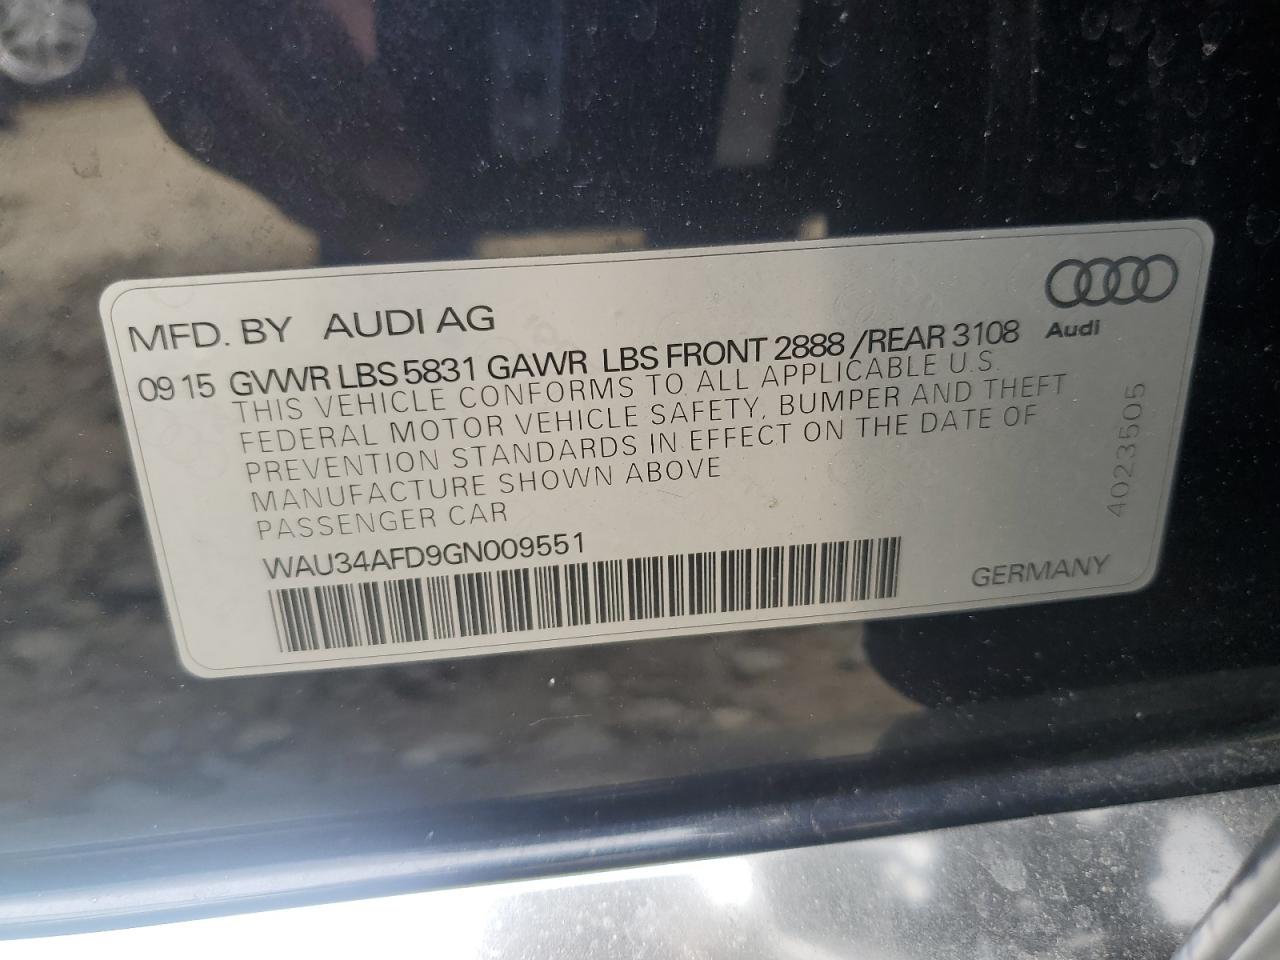 MFD. BY AUDI AG
Audi
09 15 GVWR LBS 5831 GAWR LBS FRONT 2888 /REAR 3108
THIS VEHICLE CONFORMS TO ALL APPLICABLE U.S.
FEDERAL MOTOR VEHICLE SAFETY, BUMPER AND THEFT
PREVENTION STANDARDS IN EFFECT ON THE DATE OF
MANUFACTURE SHOWN ABOVE
PASSENGER CAR
WAU34AFD9GN009551
GERMANY
4023505